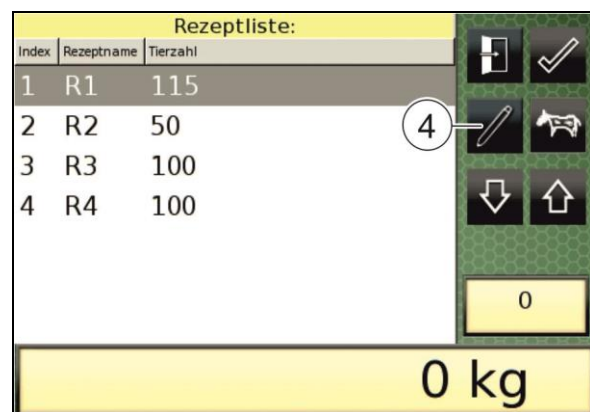 Rezeptliste:
Index Rezeptname Tierzahl
1 R1 115
2 R2 50
3 R3 100
4 R4 100
4
0
0 kg